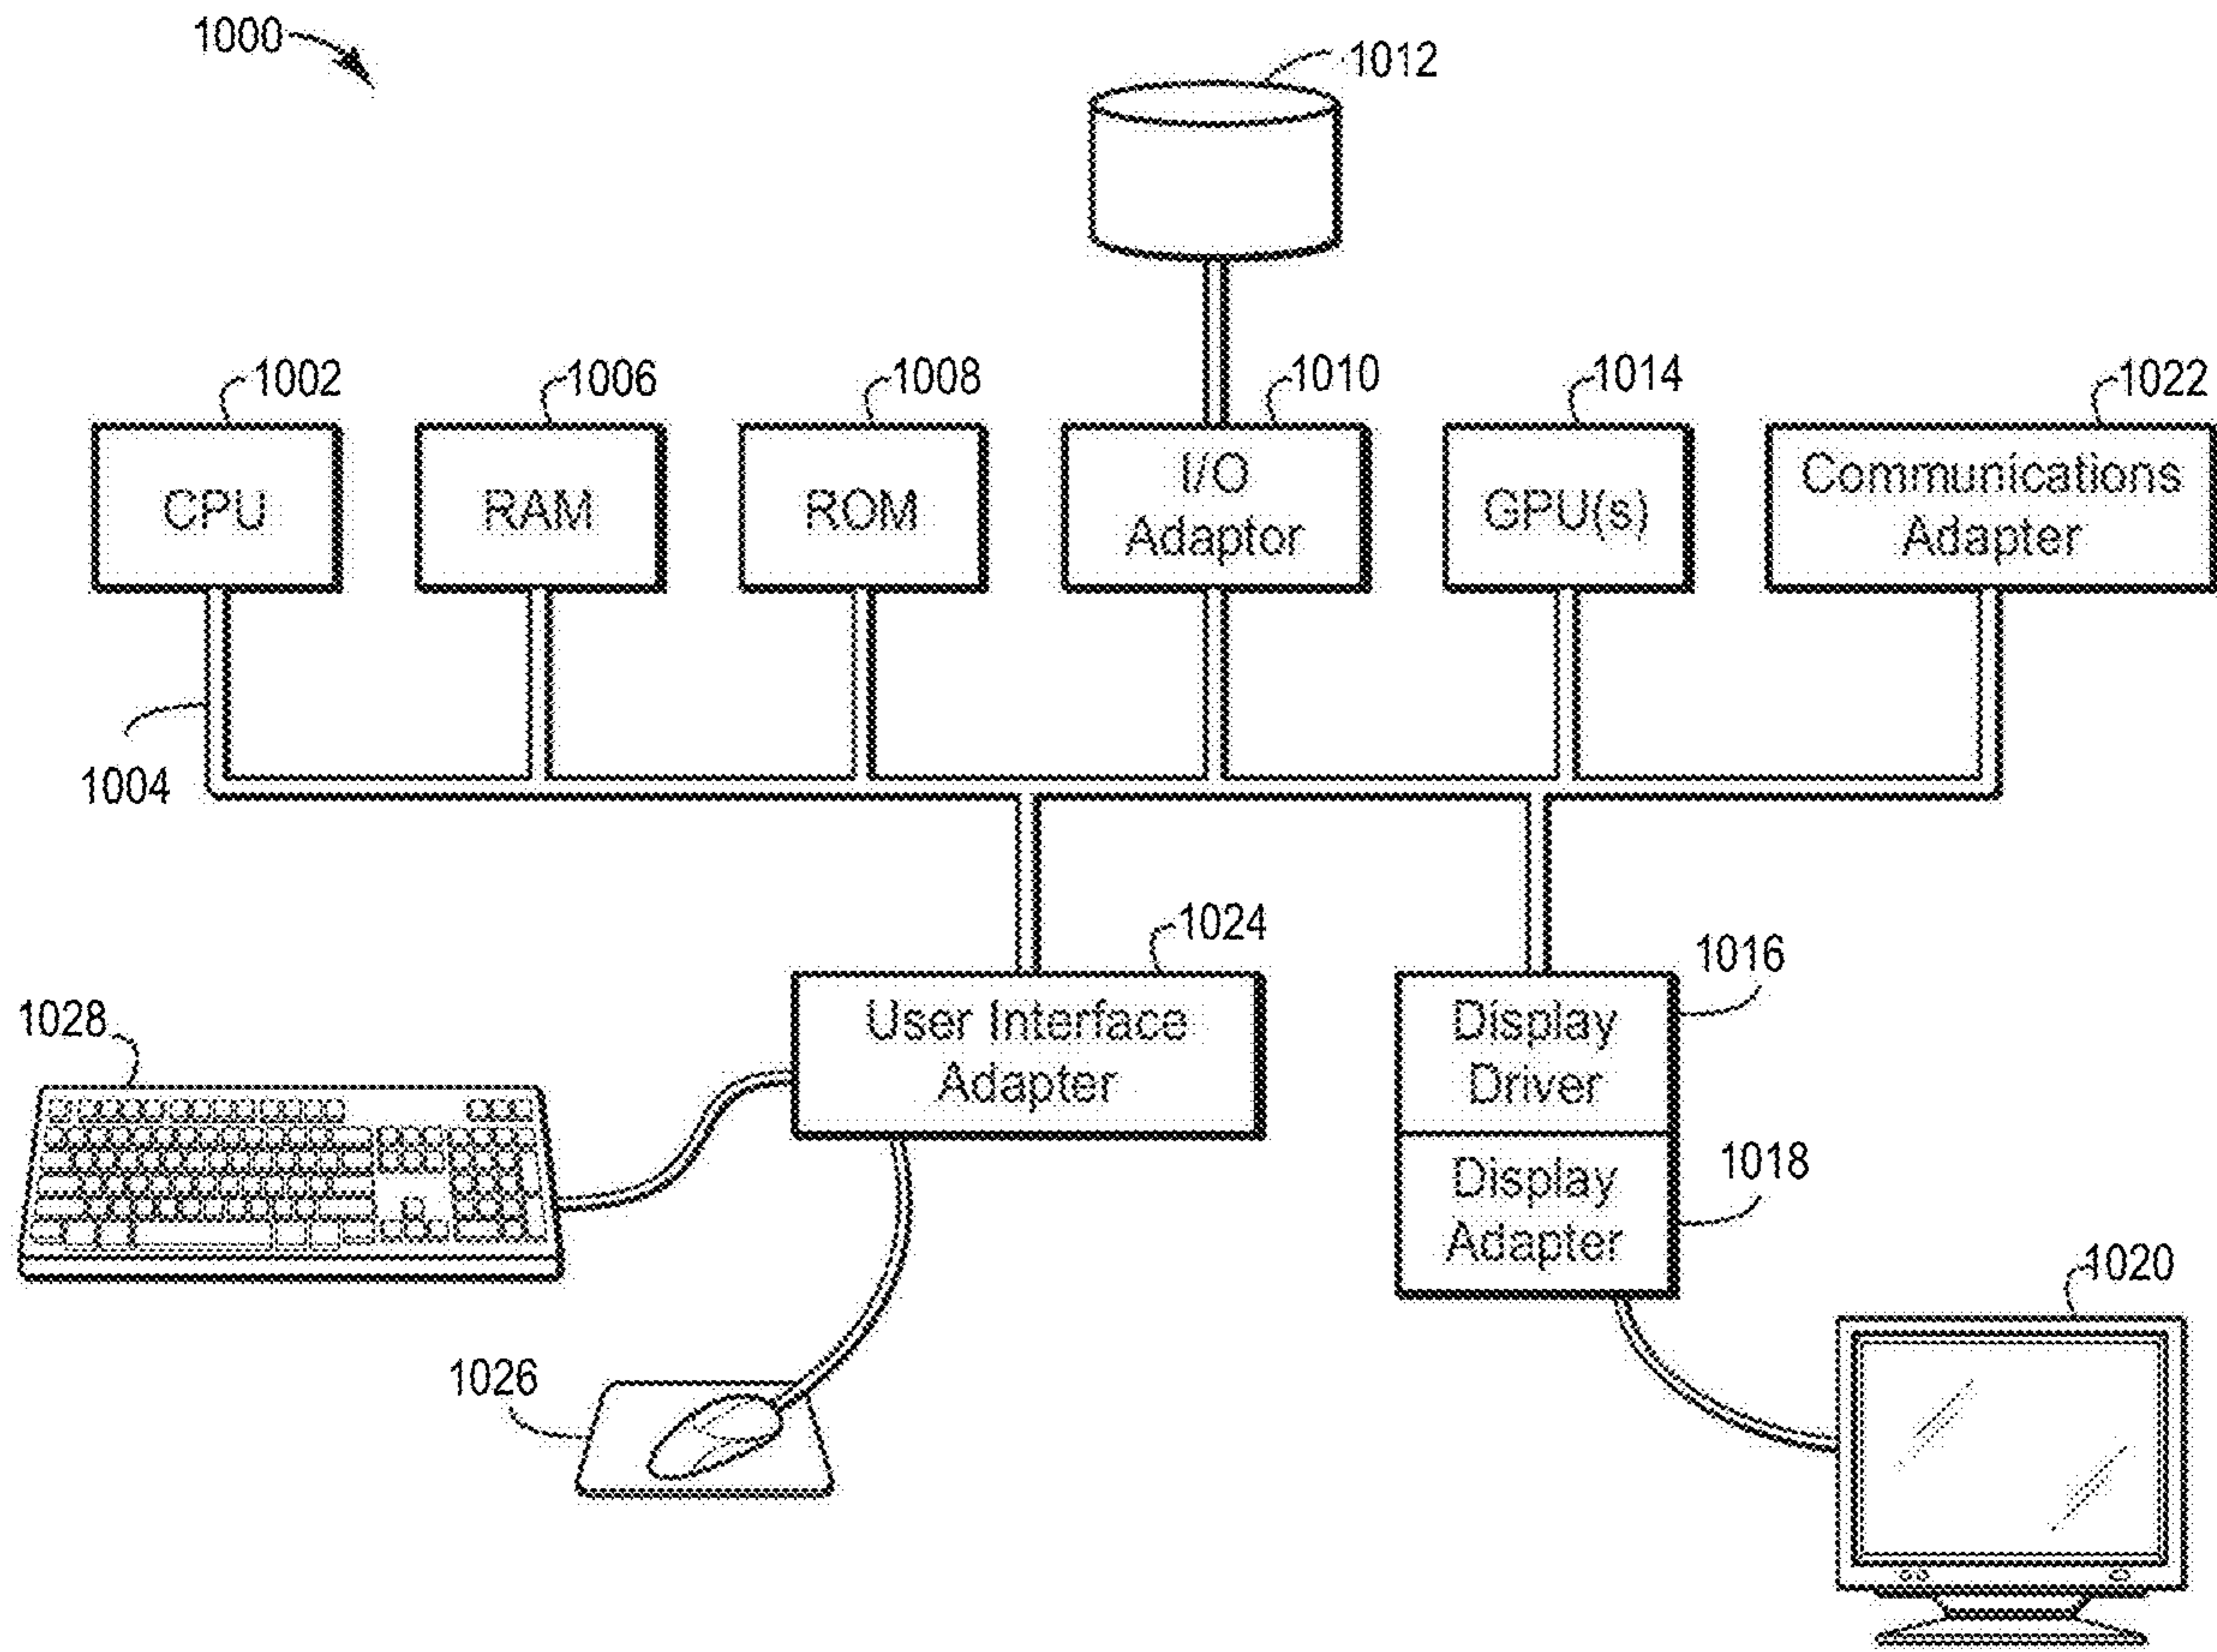 1000
1012
1002
1006
1008
1010
1014
1022
CPU
RAM
ROM
I/O
Adaptor
GPU(s)
Communications
Adapter
1004
1024
1016
User Interface
Adapter
Display
Driver
1028
1018
Display
Adapter
1020
1026